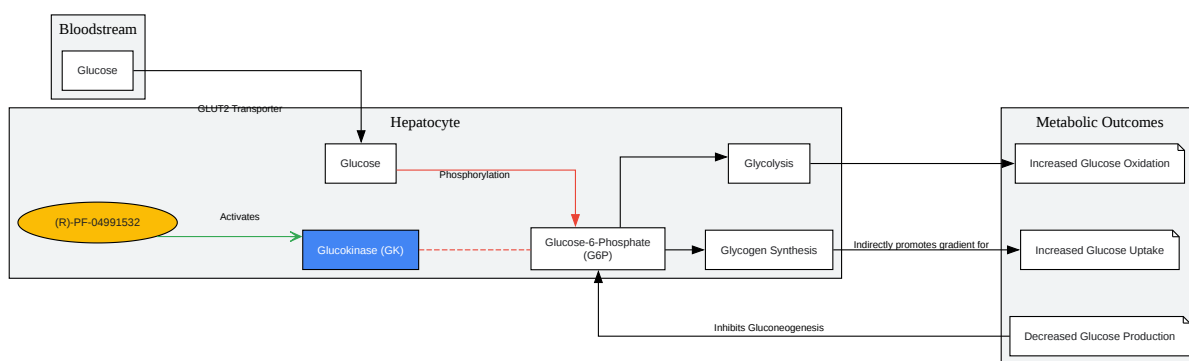 Bloodstream
Glucose
GLUT2 Transporter
Hepatocyte
Metabolic Outcomes
Glucose
Phosphorylation
Glycolysis
Increased Glucose Oxidation
(R)-PF-04991532
Activates
Glucokinase (GK)
Glucose-6-Phosphate
(G6P)
Glycogen Synthesis
Indirectly promotes gradient for
Increased Glucose Uptake
Inhibits Gluconeogenesis
Decreased Glucose Production